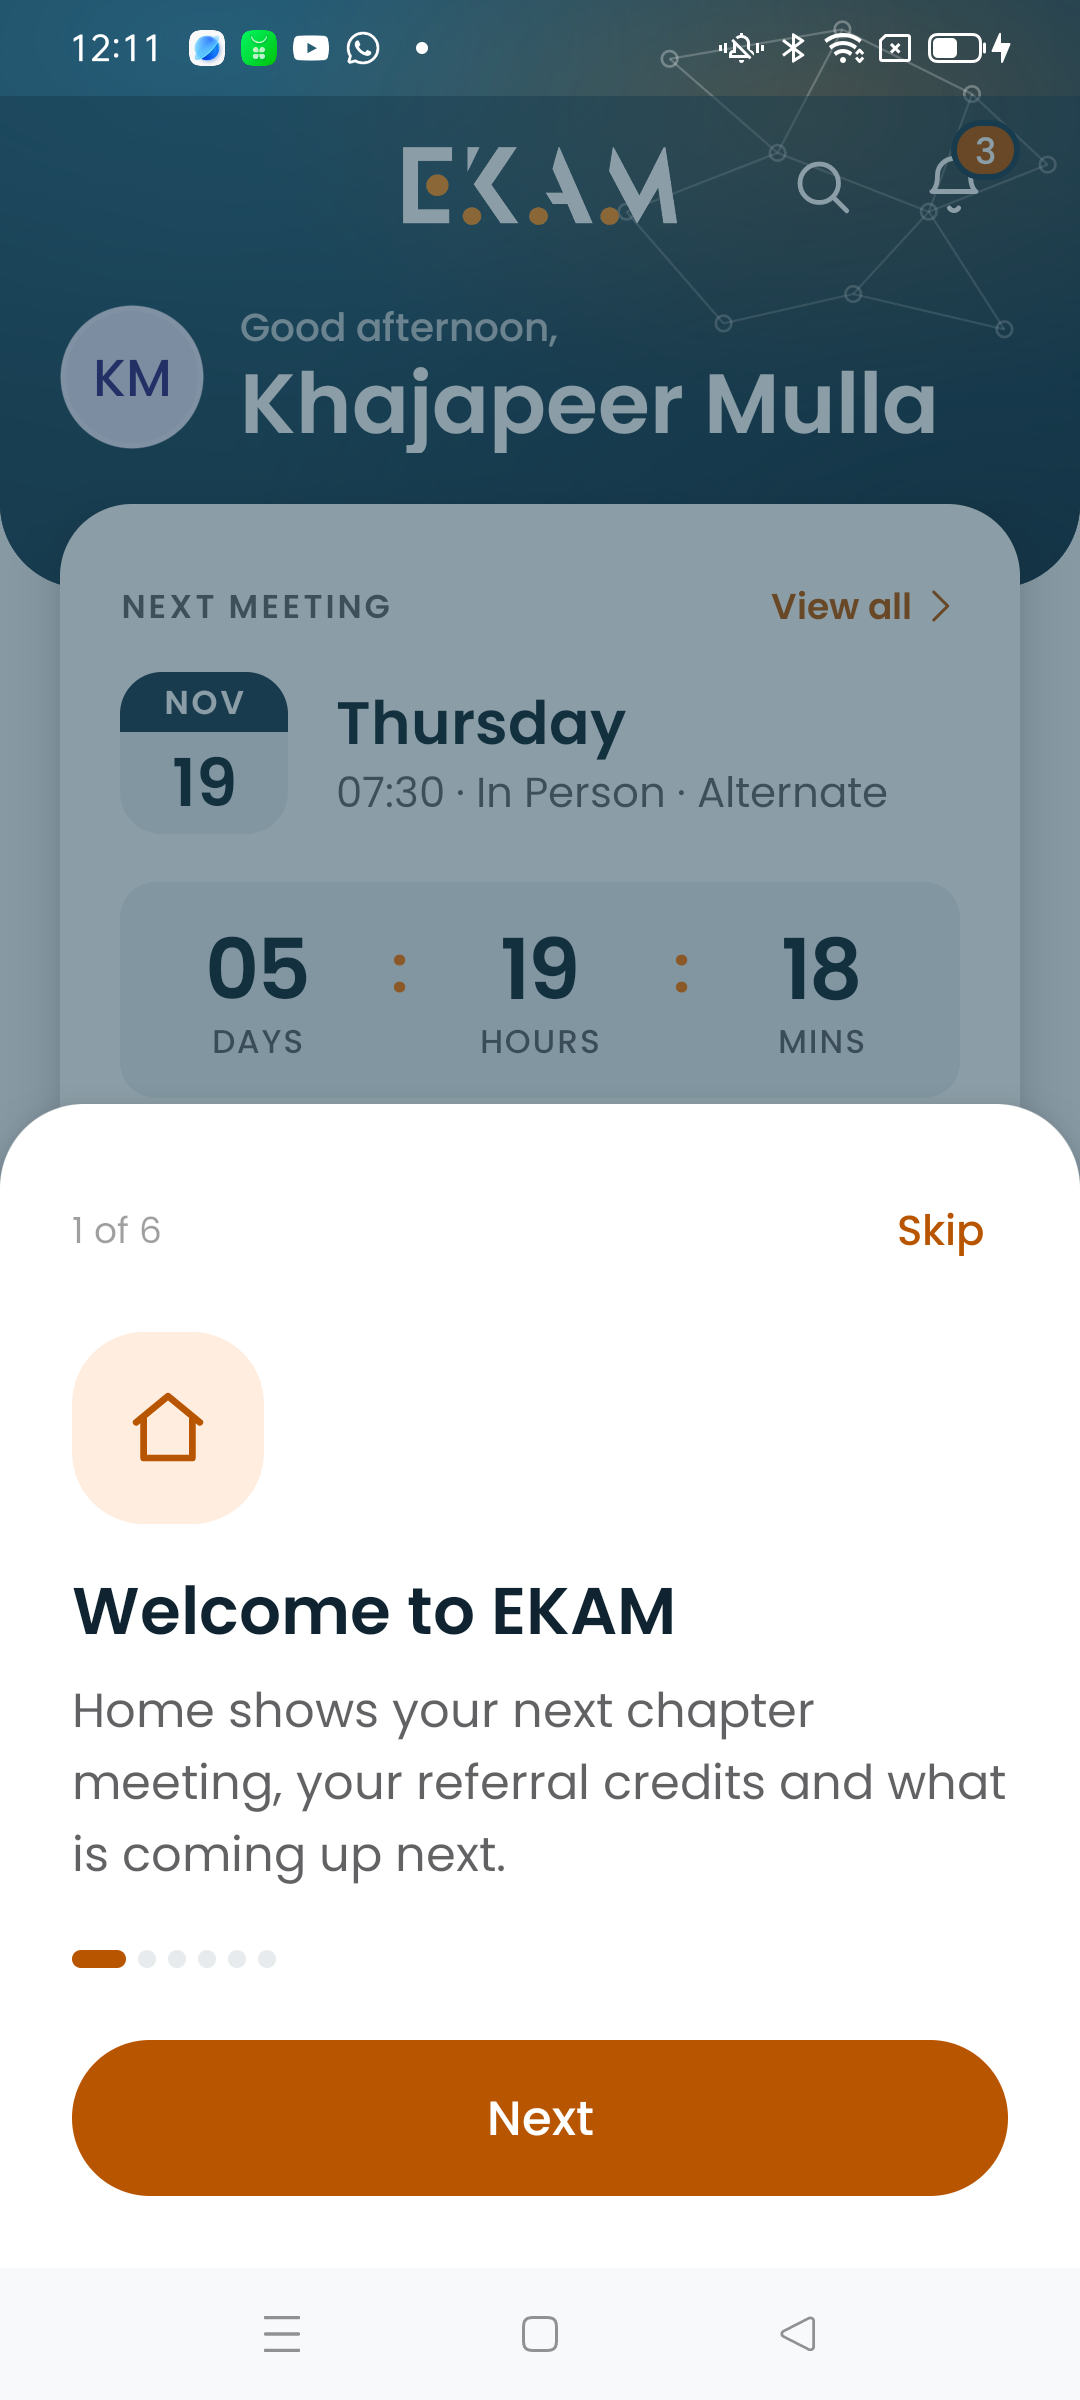 12:11
EKAM
3
KM
Good afternoon,
Khajapeer Mulla
NEXT MEETING
View all
NOV
19
Thursday
07:30 · In Person · Alternate
05 : 19 : 18
DAYS HOURS MINS
1 of 6
Skip
Welcome to EKAM
Home shows your next chapter
meeting, your referral credits and what
is coming up next.
Next